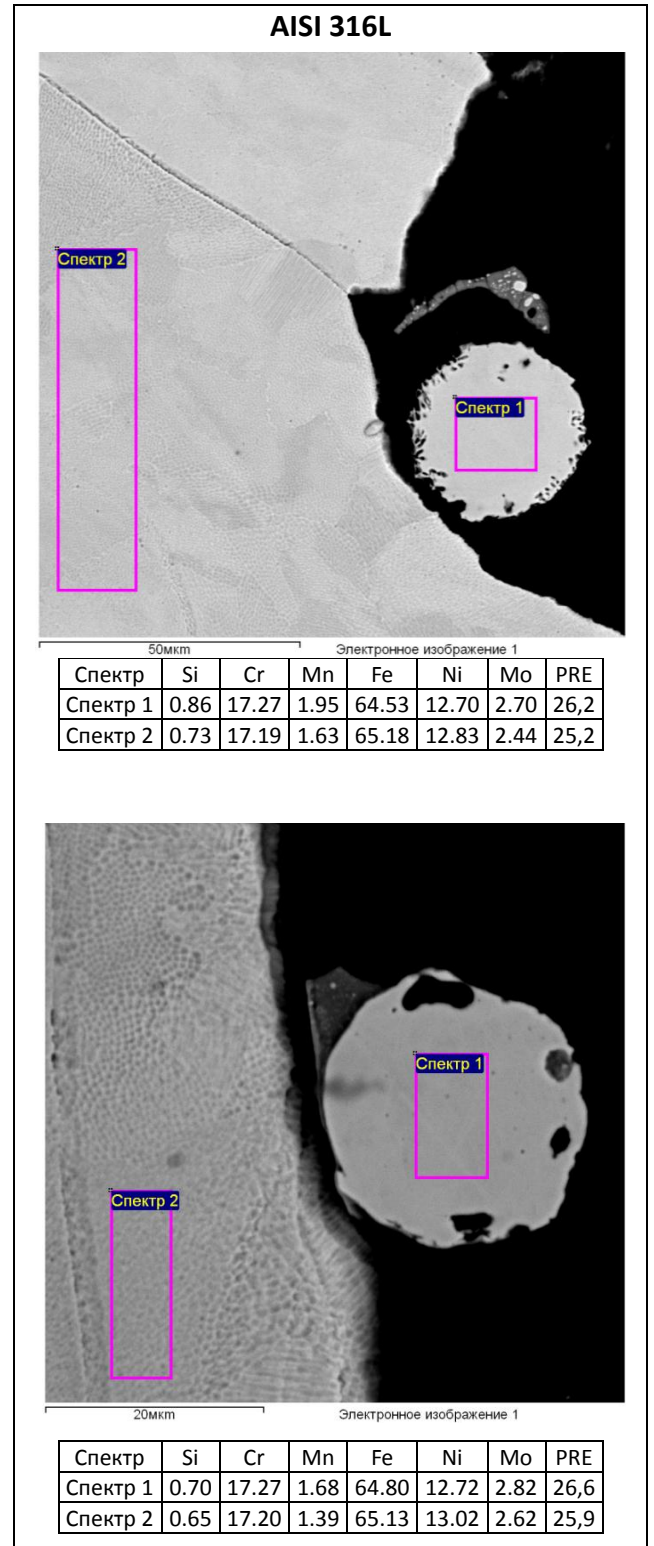 AISI 316L
Спектр 2
Спектр 1
50мкm Электронное изображение 1
Спектр Si Cr Mn Fe Ni Mo PRE
Спектр 1 0.86 17.27 1.95 64.53 12.70 2.70 26,2
Спектр 2 0.73 17.19 1.63 65.18 12.83 2.44 25,2
Спектр 1
Спектр 2
20мкm Электронное изображение 1
Спектр Si Cr Mn Fe Ni Mo PRE
Спектр 1 0.70 17.27 1.68 64.80 12.72 2.82 26,6
Спектр 2 0.65 17.20 1.39 65.13 13.02 2.62 25,9